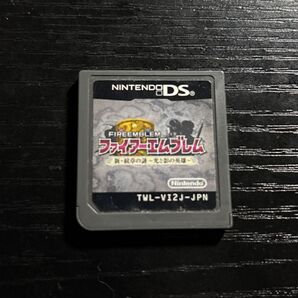 NINTENDO DS
FIRE EMBLEM
ファイアーエムブレム
新・紋章の謎 ～光と影の英雄～
Nintendo
TWL-VI2J-JPN